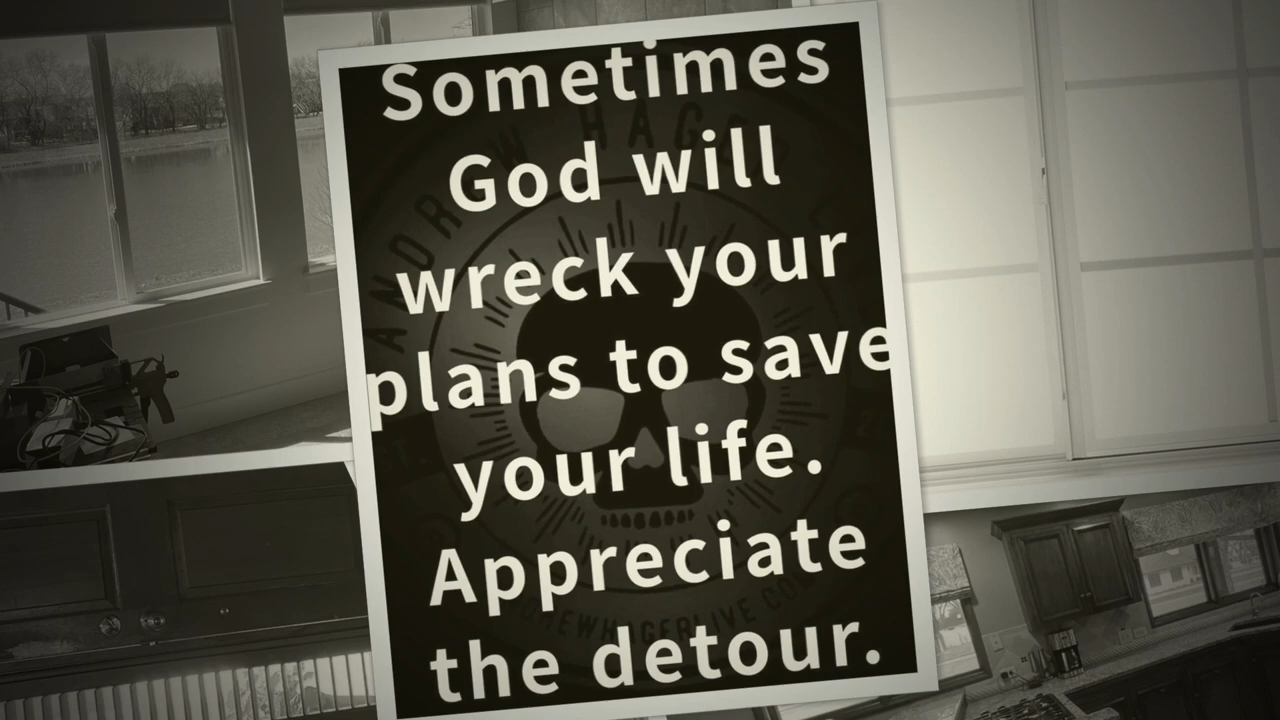 Sometimes
God will
wreck your
plans to save
your life.
Appreciate
the detour.